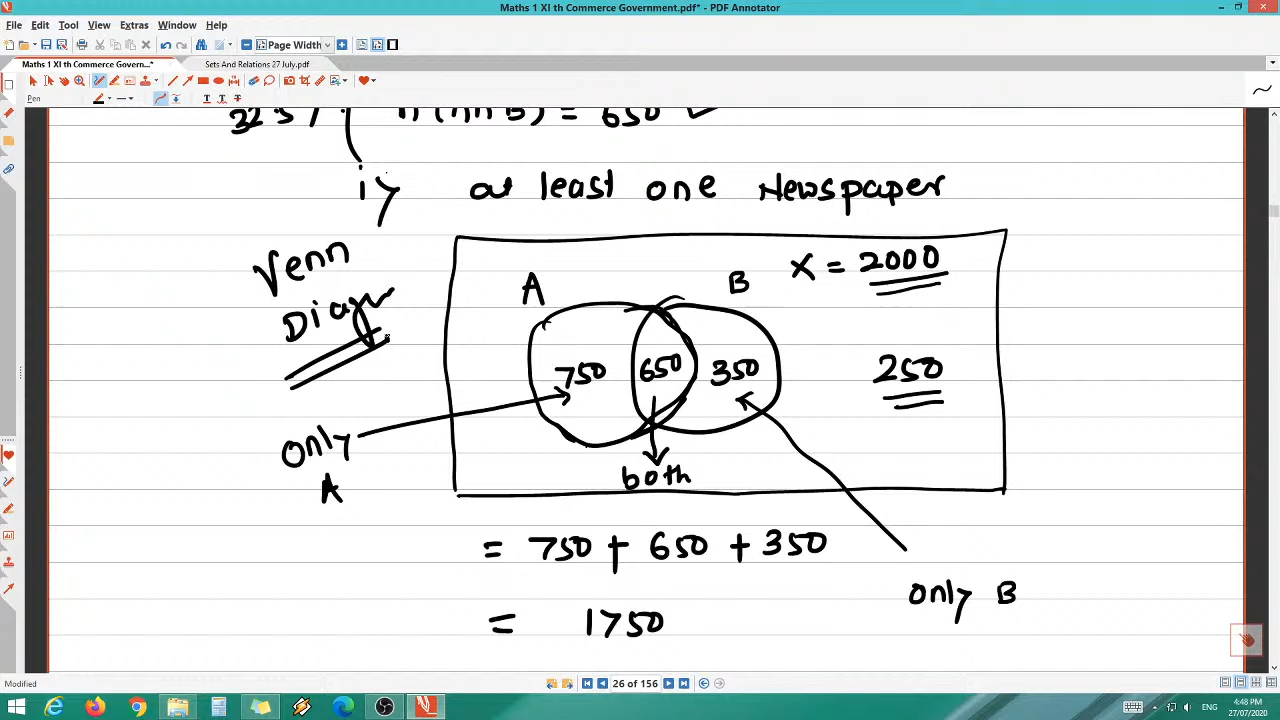 Maths 1 XI th Commerce Government.pdf* - PDF Annotator
File Edit Tool View Extras Window Help
Page Width
Maths 1 XI th Commerce Govern...* Sets And Relations 27 July.pdf
Pen
= 650
i) at least one Newspaper
Venn
A B X = 2000
750 650 350 250
only
A
both
= 750 + 650 + 350
only B
= 1750
26 of 156
Modified
ENG 4:48 PM
27/07/2020